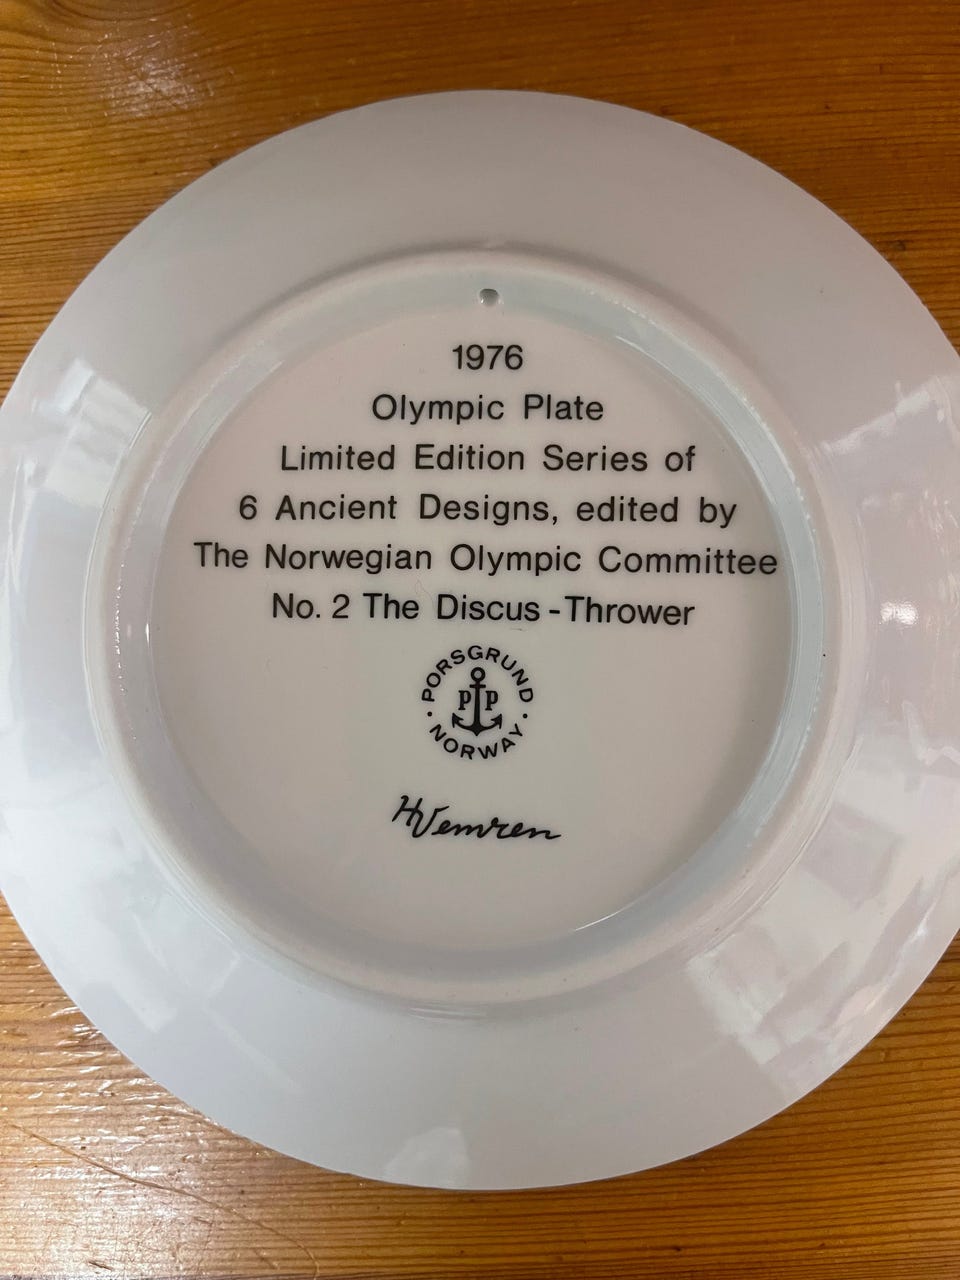 1976
Olympic Plate
Limited Edition Series of
6 Ancient Designs, edited by
The Norwegian Olympic Committee
No. 2 The Discus - Thrower
PORSGRUND
PP
· NORWAY ·
HVemren